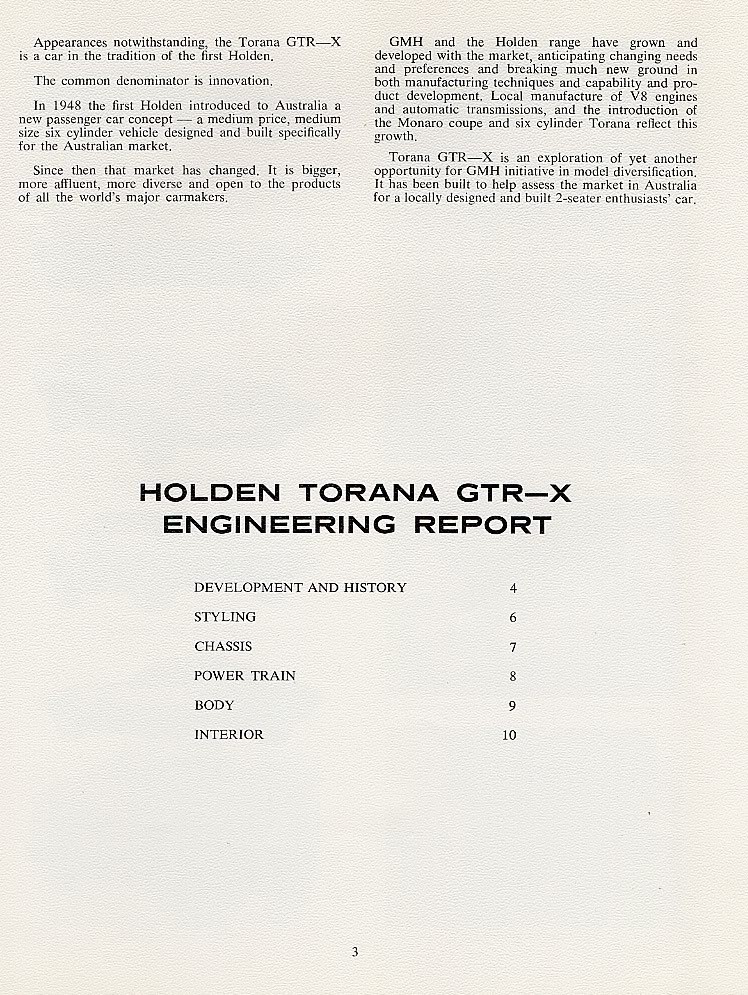 Appearances notwithstanding, the Torana GTR—X
is a car in the tradition of the first Holden.
The common denominator is innovation.
In 1948 the first Holden introduced to Australia a
new passenger car concept — a medium price, medium
size six cylinder vehicle designed and built specifically
for the Australian market.
Since then that market has changed. It is bigger,
more affluent, more diverse and open to the products
of all the world's major carmakers.
GMH and the Holden range have grown and
developed with the market, anticipating changing needs
and preferences and breaking much new ground in
both manufacturing techniques and capability and pro-
duct development. Local manufacture of V8 engines
and automatic transmissions, and the introduction of
the Monaro coupe and six cylinder Torana reflect this
growth.
Torana GTR—X is an exploration of yet another
opportunity for GMH initiative in model diversification.
It has been built to help assess the market in Australia
for a locally designed and built 2-seater enthusiasts' car.
HOLDEN TORANA GTR—X
ENGINEERING REPORT
DEVELOPMENT AND HISTORY 4
STYLING 6
CHASSIS 7
POWER TRAIN 8
BODY 9
INTERIOR 10
3